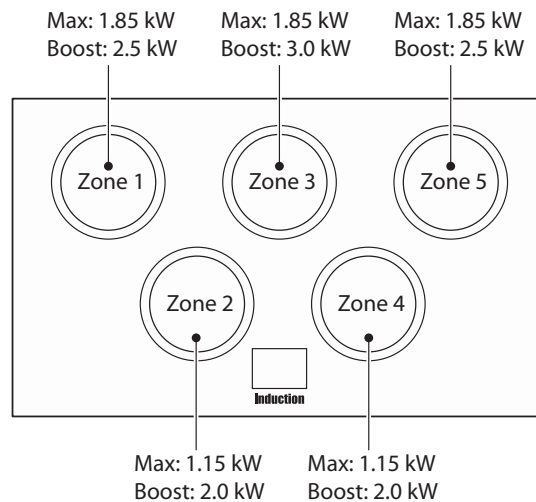 Max: 1.85 kW
Boost: 2.5 kW
Max: 1.85 kW
Boost: 3.0 kW
Max: 1.85 kW
Boost: 2.5 kW
Zone 1
Zone 3
Zone 5
Zone 2
Zone 4
Induction
Max: 1.15 kW
Boost: 2.0 kW
Max: 1.15 kW
Boost: 2.0 kW